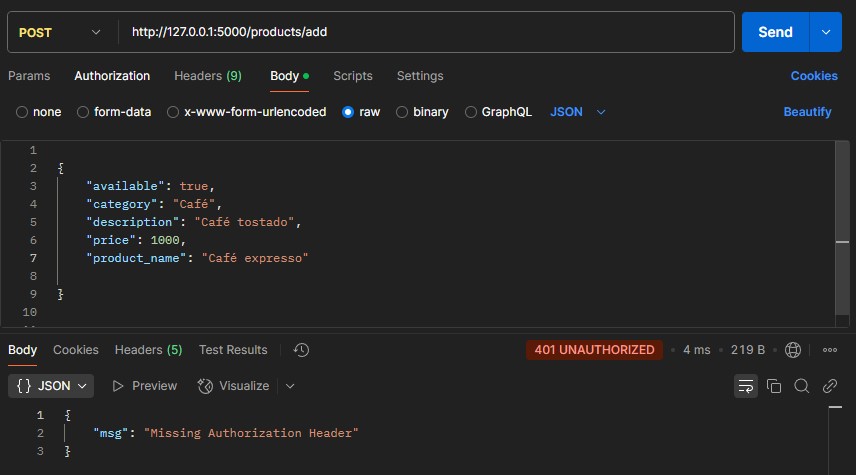 POST http://127.0.0.1:5000/products/add Send
Params Authorization Headers (9) Body Scripts Settings Cookies
none form-data x-www-form-urlencoded raw binary GraphQL JSON Beautify
1
2 {
3 "available": true,
4 "category": "Café",
5 "description": "Café tostado",
6 "price": 1000,
7 "product_name": "Café expresso"
8
9 }
10
Body Cookies Headers (5) Test Results 401 UNAUTHORIZED 4 ms 219 B
{} JSON Preview Visualize
1 {
2 "msg": "Missing Authorization Header"
3 }